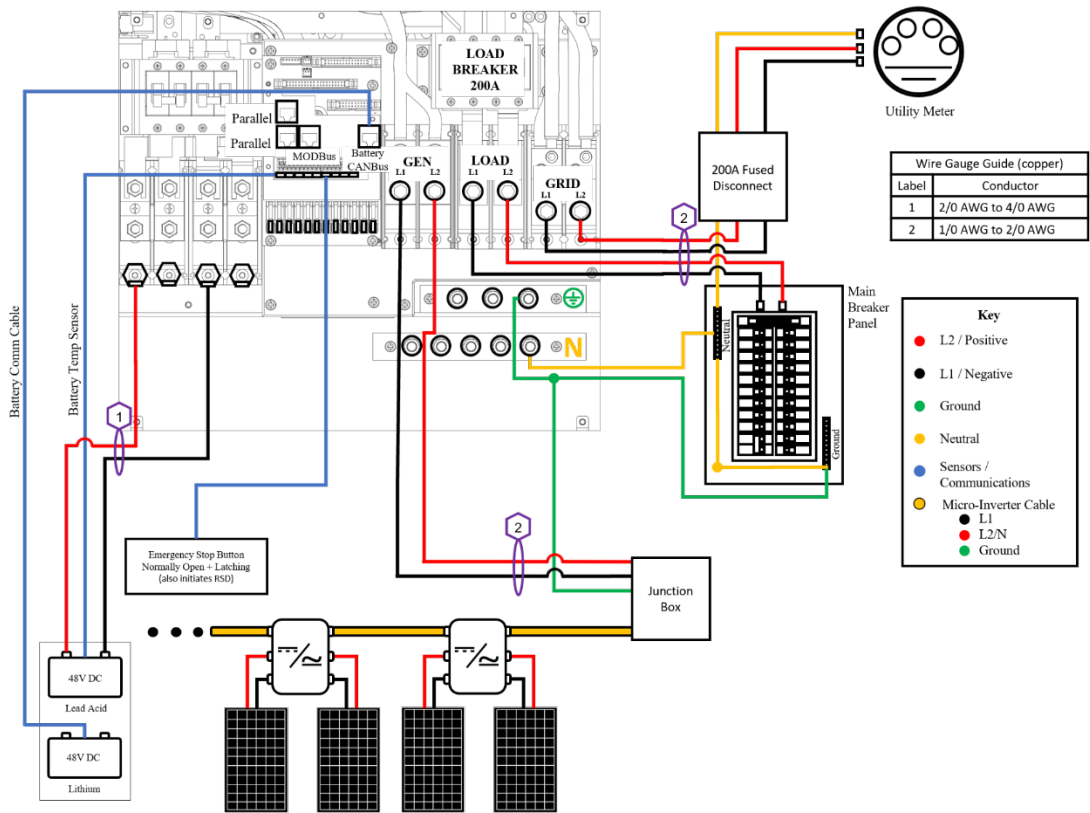 LOAD
BREAKER
200A
Utility Meter
Parallel
Parallel
MODBus
Battery
CANBus
GEN
L1 L2
LOAD
L1 L2
GRID
L1 L2
200A Fused
Disconnect
Wire Gauge Guide (copper)
Label Conductor
1 2/0 AWG to 4/0 AWG
2 1/0 AWG to 2/0 AWG
2
N
Main
Breaker
Panel
Neutral
Ground
Key
L2 / Positive
L1 / Negative
Ground
Neutral
Sensors /
Communications
Micro-Inverter Cable
L1
L2/N
Ground
Battery Comm Cable
Battery Temp Sensor
1
2
Emergency Stop Button
Normally Open + Latching
(also initiates RSD)
Junction
Box
48V DC
Lead Acid
48V DC
Lithium